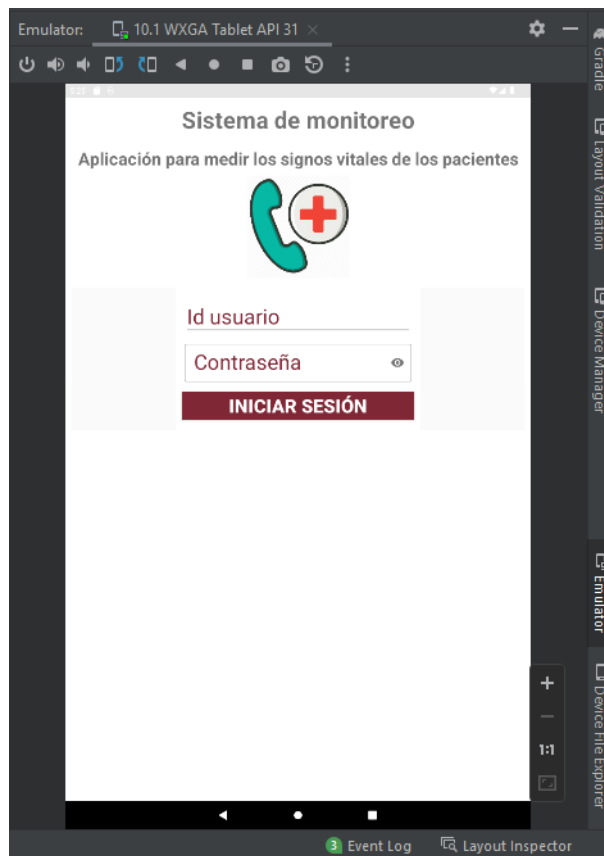 Emulator: 10.1 WXGA Tablet API 31
Gradle
Layout Validation
Device Manager
Emulator
Device File Explorer
Sistema de monitoreo
Aplicación para medir los signos vitales de los pacientes
Id usuario
Contraseña
INICIAR SESIÓN
1:1
3 Event Log
Layout Inspector